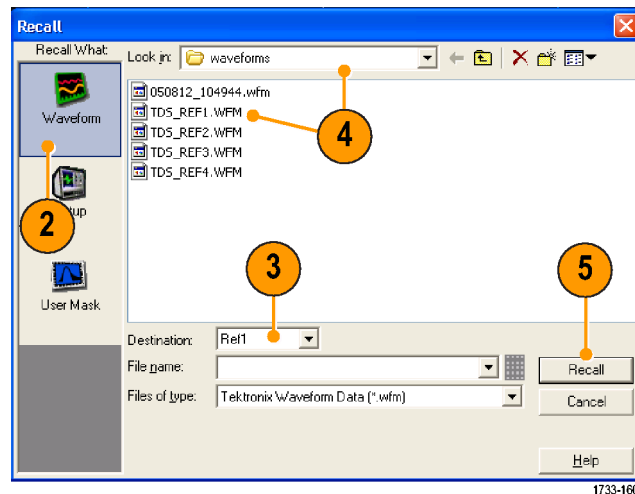 Recall
Recall What:
Look in: waveforms
050812_104944.wfm
TDS_REF1.WFM
TDS_REF2.WFM
TDS_REF3.WFM
TDS_REF4.WFM
4
Waveform
2
User Mask
3
5
Destination: Ref1
File name:
Recall
Files of type: Tektronix Waveform Data (*.wfm)
Cancel
Help